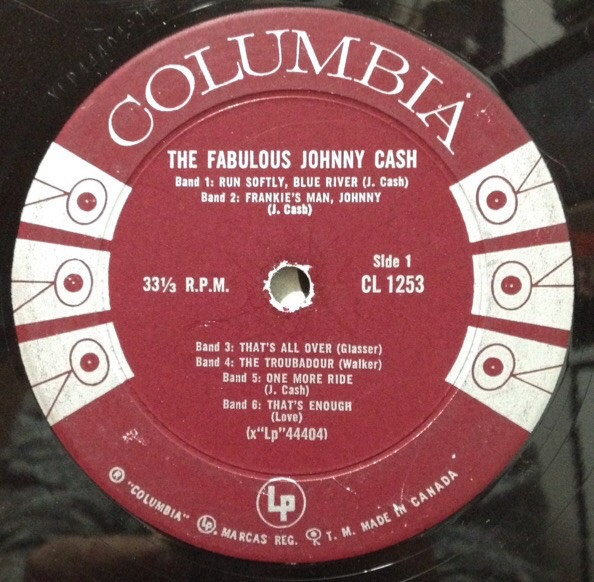 COLUMBIA
THE FABULOUS JOHNNY CASH
Band 1: RUN SOFTLY, BLUE RIVER (J. Cash)
Band 2: FRANKIE'S MAN, JOHNNY
(J. Cash)
33⅓ R.P.M.
Side 1
CL 1253
Band 3: THAT'S ALL OVER (Glasser)
Band 4: THE TROUBADOUR (Walker)
Band 5: ONE MORE RIDE
(J. Cash)
Band 6: THAT'S ENOUGH
(Love)
(x"Lp"44404)
Lp
® "COLUMBIA" Lp MARCAS REG. T. M. MADE IN CANADA